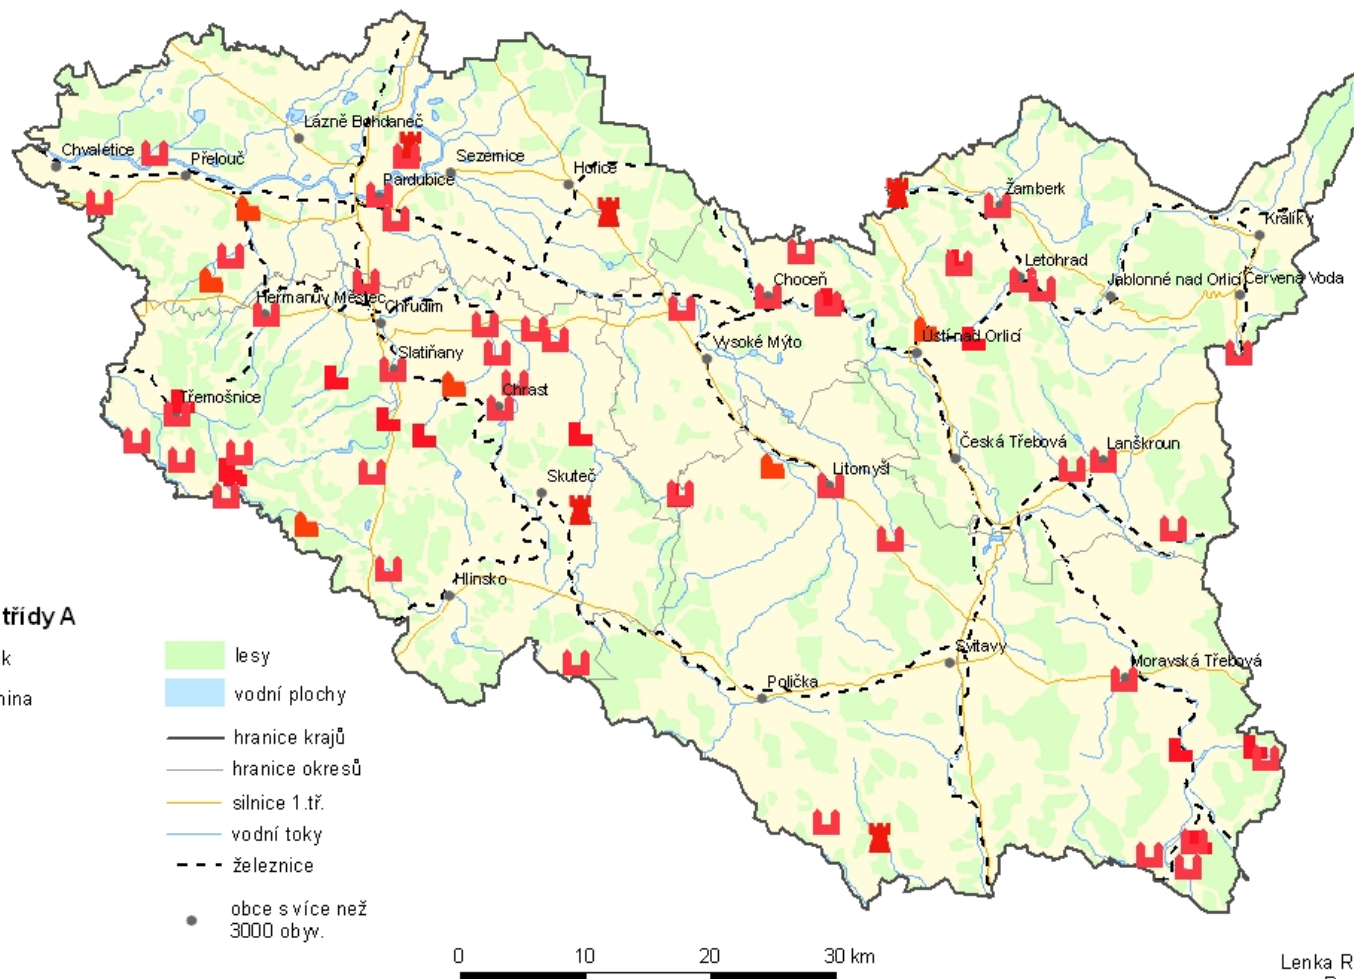 Lázně Bohdaneč
Chvaletice
Přelouč
Sezemice
Holice
Pardubice
Žamberk
Králíky
Choceň
Letohrad
Jablonné nad Orlicí
Červená Voda
Heřmanův Městec
Chrudim
Ústí nad Orlicí
Vysoké Mýto
Slatiňany
Třemošnice
Chrast
Česká Třebová
Lanškroun
Litomyšl
Skuteč
Hlinsko
Svitavy
Moravská Třebová
Polička
třídy A
k
nina
lesy
vodní plochy
hranice krajů
hranice okresů
silnice 1.tř.
vodní toky
železnice
obce s více než
3000 obyv.
0 10 20 30 km
Lenka R